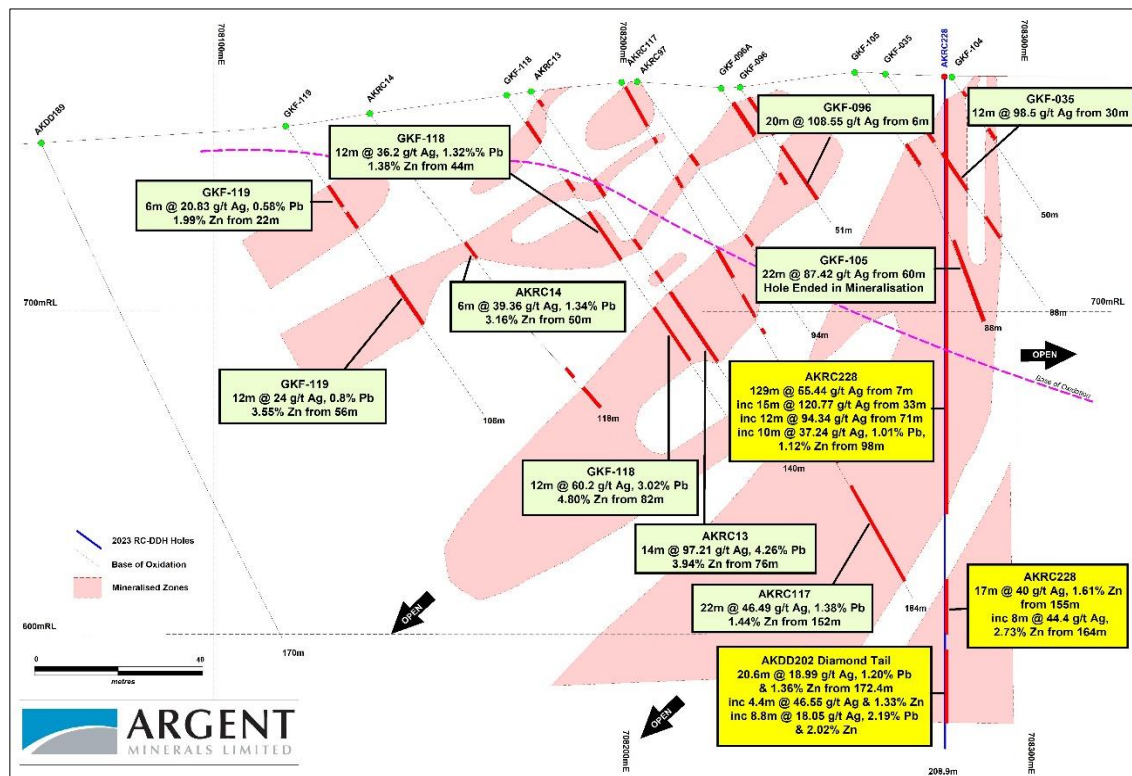 708100mE
708200mE
708300mE
AKDD189
GKF-119
AKRC14
GKF-118
AKRC13
AKRC117
AKRC97
GKF-096A
GKF-096
GKF-105
GKF-035
AKRC228
GKF-104
GKF-118
12m @ 36.2 g/t Ag, 1.32%% Pb
1.38% Zn from 44m
GKF-096
20m @ 108.55 g/t Ag from 6m
GKF-035
12m @ 98.5 g/t Ag from 30m
GKF-119
6m @ 20.83 g/t Ag, 0.58% Pb
1.99% Zn from 22m
50m
51m
GKF-105
22m @ 87.42 g/t Ag from 60m
Hole Ended in Mineralisation
AKRC14
6m @ 39.36 g/t Ag, 1.34% Pb
3.16% Zn from 50m
700mRL
700mRL
88m
88m
94m
OPEN
Base of Oxidation
GKF-119
12m @ 24 g/t Ag, 0.8% Pb
3.55% Zn from 56m
106m
118m
AKRC228
129m @ 55.44 g/t Ag from 7m
inc 15m @ 120.77 g/t Ag from 33m
inc 12m @ 94.34 g/t Ag from 71m
inc 10m @ 37.24 g/t Ag, 1.01% Pb,
1.12% Zn from 98m
GKF-118
12m @ 60.2 g/t Ag, 3.02% Pb
4.80% Zn from 82m
140m
AKRC13
14m @ 97.21 g/t Ag, 4.26% Pb
3.94% Zn from 76m
2023 RC-DDH Holes
Base of Oxidation
Mineralised Zones
AKRC117
22m @ 46.49 g/t Ag, 1.38% Pb
1.44% Zn from 152m
184m
AKRC228
17m @ 40 g/t Ag, 1.61% Zn
from 155m
inc 8m @ 44.4 g/t Ag,
2.73% Zn from 164m
OPEN
600mRL
170m
0
40
metres
AKDD202 Diamond Tail
20.6m @ 18.99 g/t Ag, 1.20% Pb
& 1.36% Zn from 172.4m
inc 4.4m @ 46.55 g/t Ag & 1.33% Zn
inc 8.8m @ 18.05 g/t Ag, 2.19% Pb
& 2.02% Zn
OPEN
ARGENT
MINERALS LIMITED
708200mE
708300mE
208.9m